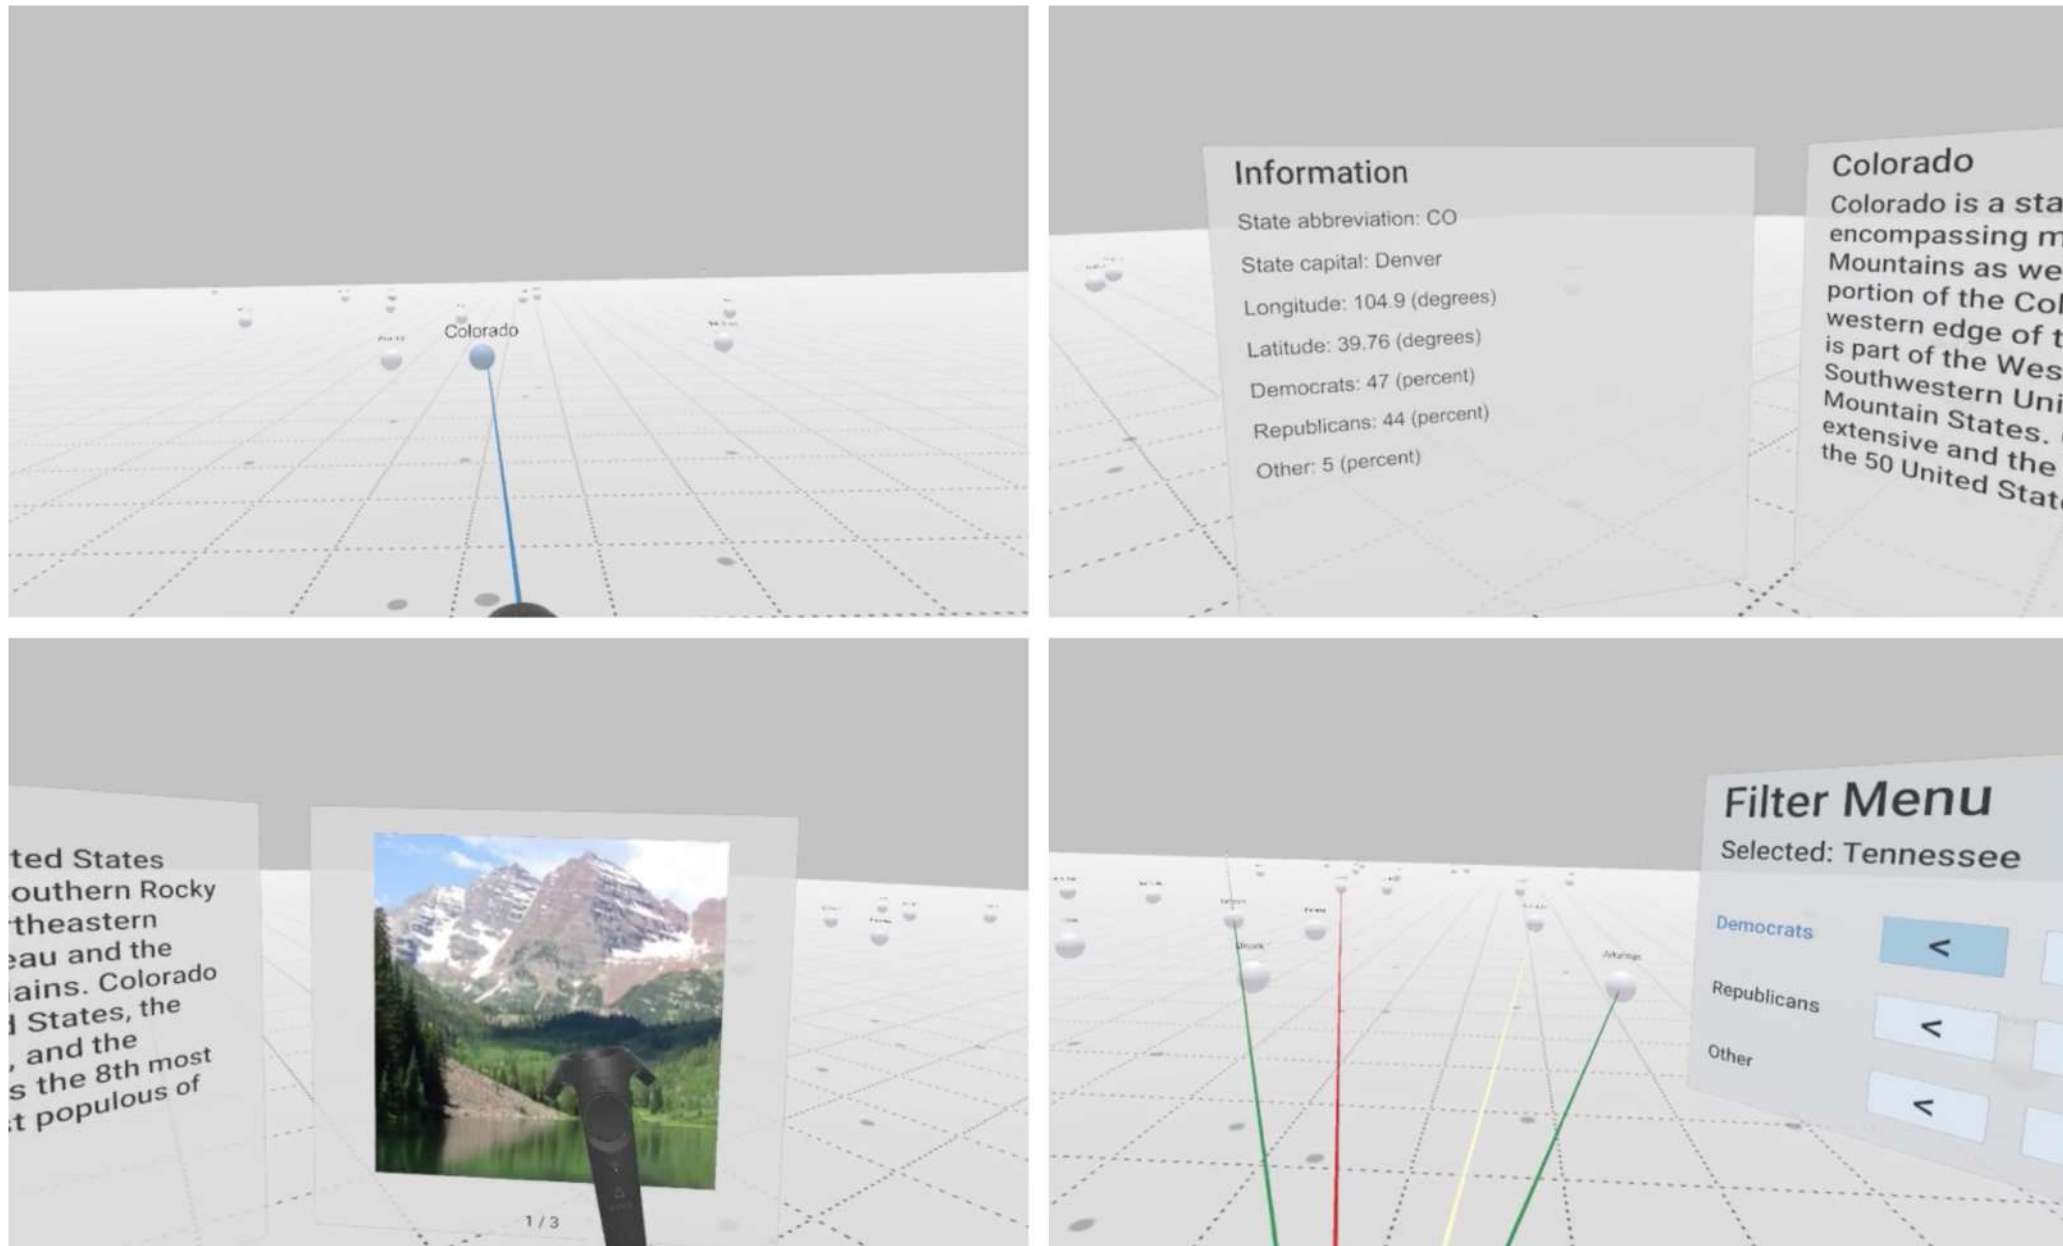 Colorado
Information
State abbreviation: CO
State capital: Denver
Longitude: 104.9 (degrees)
Latitude: 39.76 (degrees)
Democrats: 47 (percent)
Republicans: 44 (percent)
Other: 5 (percent)
Colorado
Colorado is a sta
encompassing m
Mountains as we
portion of the Col
western edge of t
is part of the Wes
Southwestern Uni
Mountain States.
extensive and the
the 50 United State
ted States
outhern Rocky
rtheastern
eau and the
ains. Colorado
States, the
, and the
s the 8th most
t populous of
1 / 3
Filter Menu
Selected: Tennessee
Democrats <
Republicans <
Other <
Arkansas